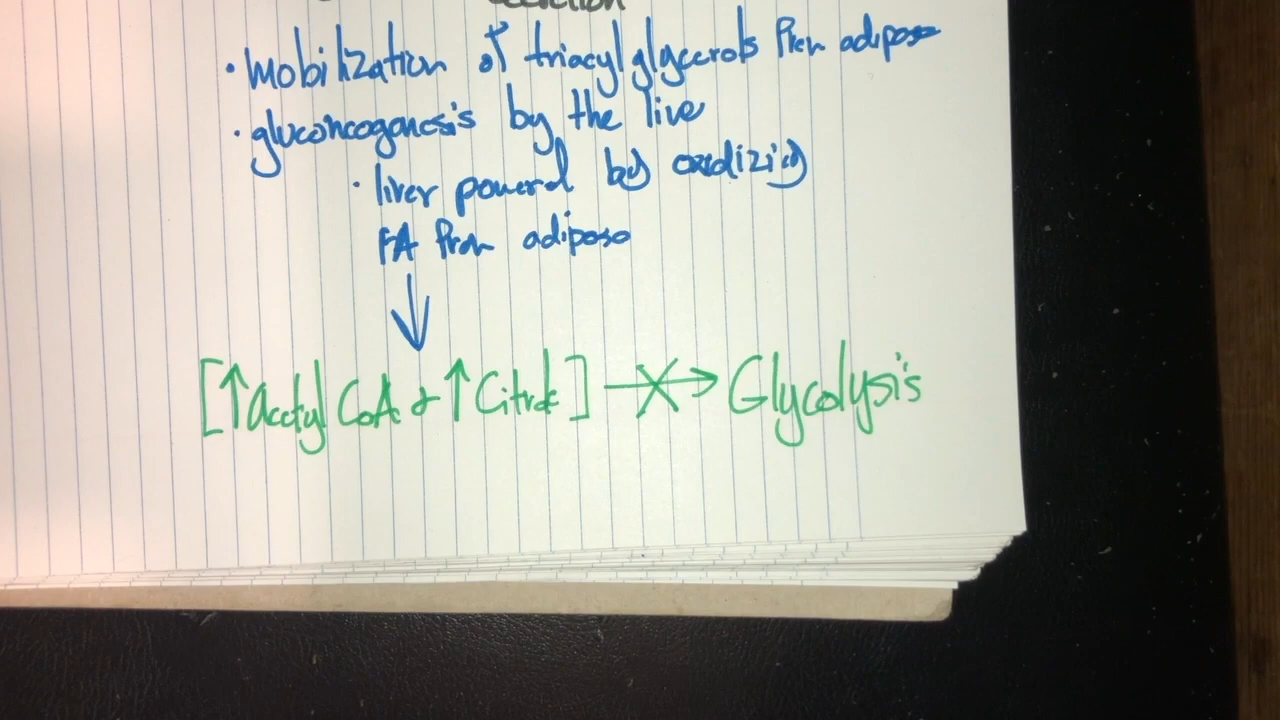 • mobilization of triacylglycerols from adipose
• gluconeogenesis by the live
• liver powered by oxidizing
FA from adipose
[↑ acetyl CoA & ↑ Citrate] → Glycolysis